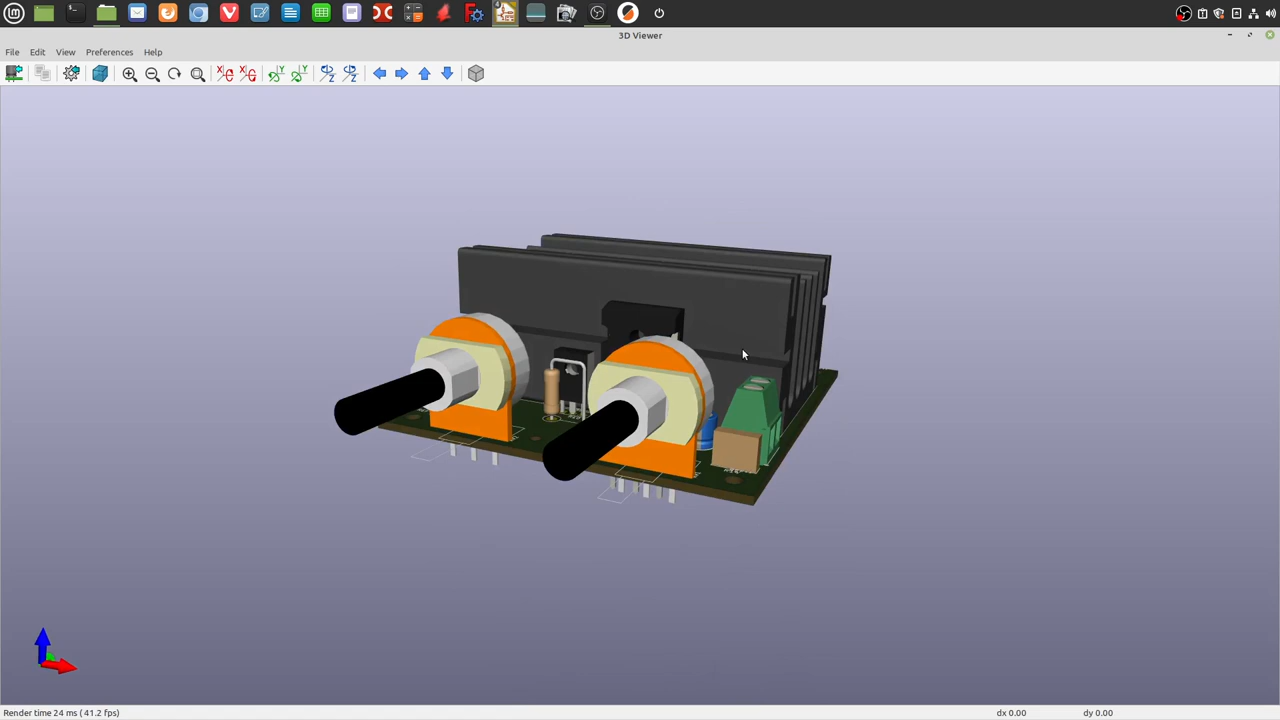 3D Viewer
File Edit View Preferences Help
Render time 24 ms ( 41.2 fps)
dx 0.00
dy 0.00